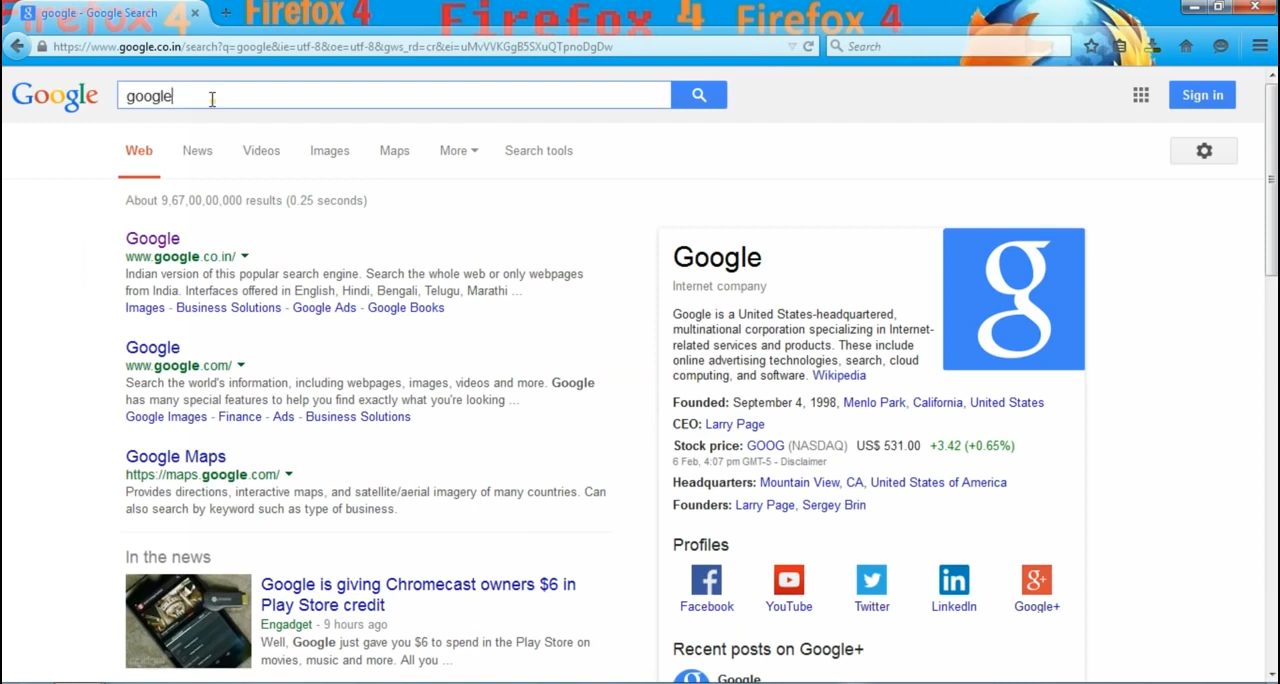 Firefox 4 Firefox 4 Firefox 4 Firefox 4
google - Google Search
https://www.google.co.in/search?q=google&ie=utf-8&oe=utf-8&gws_rd=cr&ei=uMvVVKGgB5SXuQTpnoDgDw
Search
Google
google
Sign in
Web News Videos Images Maps More Search tools
About 9,67,00,00,000 results (0.25 seconds)
Google
www.google.co.in/
Indian version of this popular search engine. Search the whole web or only webpages
from India. Interfaces offered in English, Hindi, Bengali, Telugu, Marathi ...
Images - Business Solutions - Google Ads - Google Books
Google
www.google.com/
Search the world's information, including webpages, images, videos and more. Google
has many special features to help you find exactly what you're looking ...
Google Images - Finance - Ads - Business Solutions
Google Maps
https://maps.google.com/
Provides directions, interactive maps, and satellite/aerial imagery of many countries. Can
also search by keyword such as type of business.
In the news
Google is giving Chromecast owners $6 in
Play Store credit
Engadget - 9 hours ago
Well, Google just gave you $6 to spend in the Play Store on
movies, music and more. All you ...
Google
Internet company
g
Google is a United States-headquartered,
multinational corporation specializing in Internet-
related services and products. These include
online advertising technologies, search, cloud
computing, and software. Wikipedia
Founded: September 4, 1998, Menlo Park, California, United States
CEO: Larry Page
Stock price: GOOG (NASDAQ) US$ 531.00 +3.42 (+0.65%)
6 Feb, 4:07 pm GMT-5 - Disclaimer
Headquarters: Mountain View, CA, United States of America
Founders: Larry Page, Sergey Brin
Profiles
Facebook YouTube Twitter LinkedIn Google+
Recent posts on Google+
Google